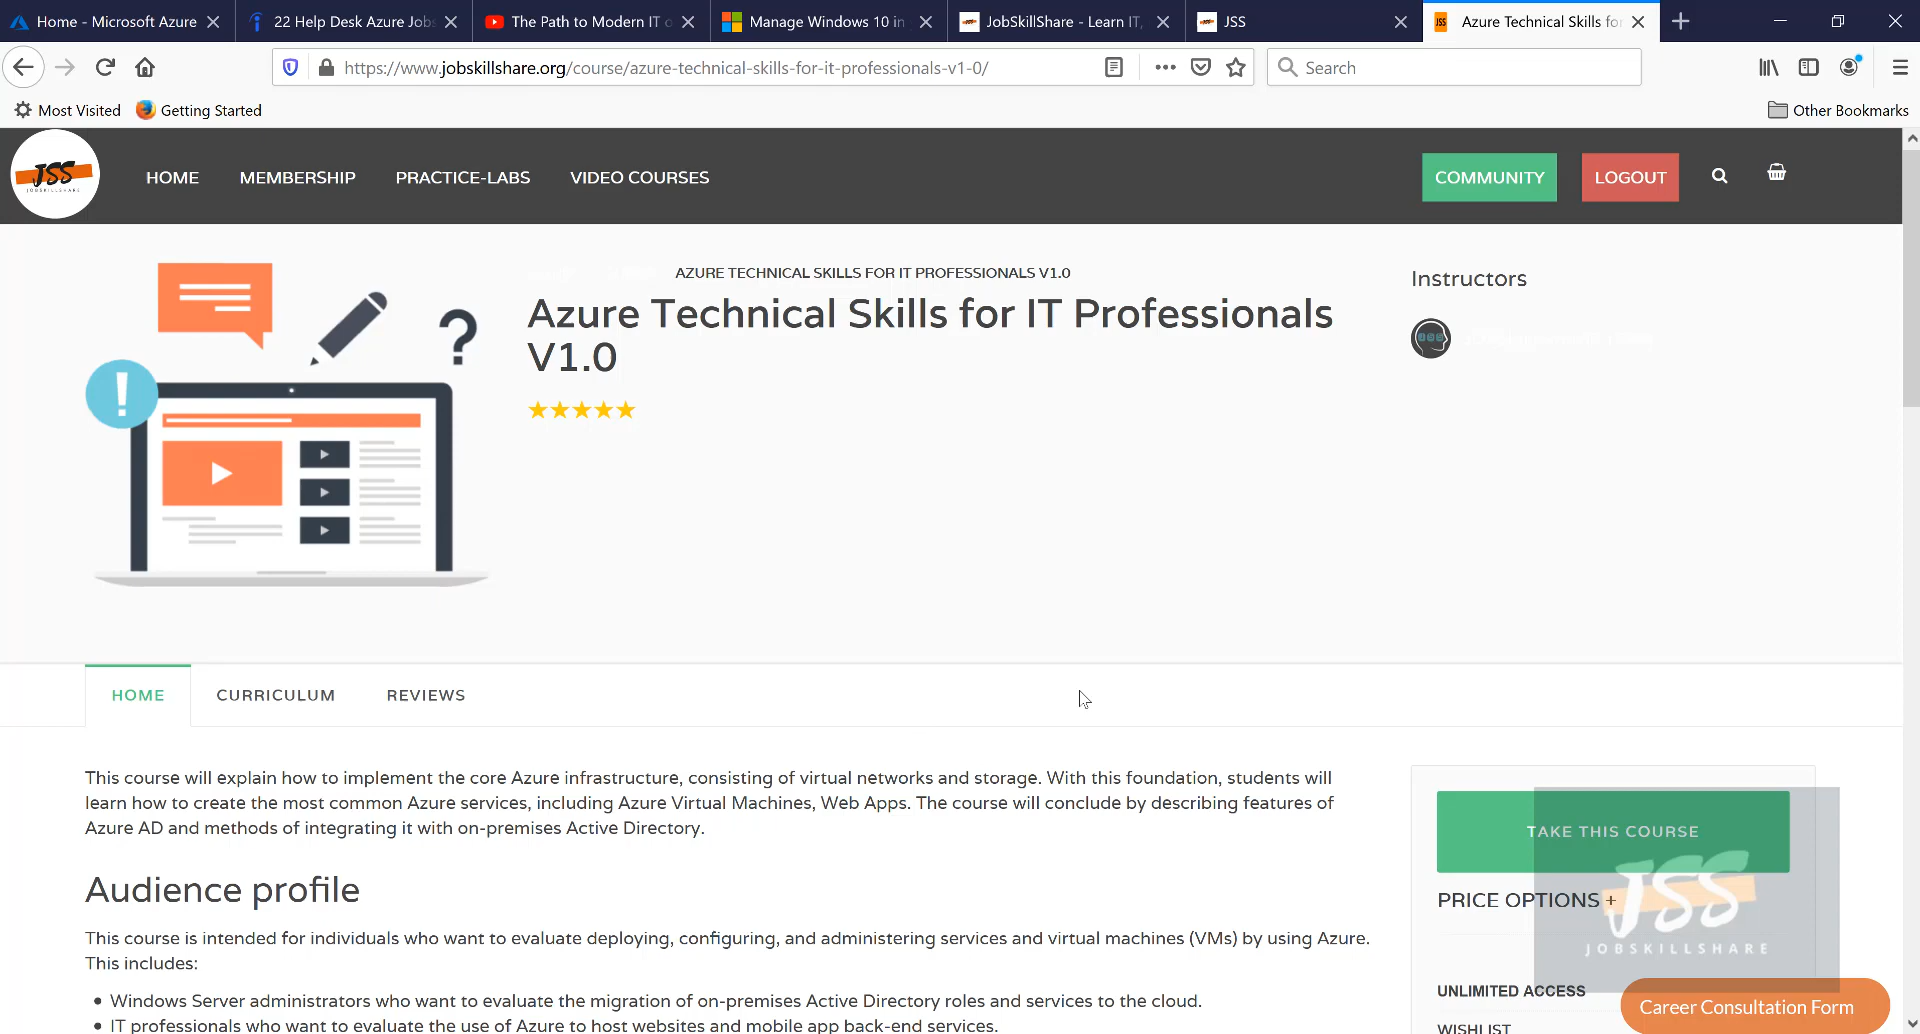 Home - Microsoft Azure
22 Help Desk Azure Jobs
The Path to Modern IT o
Manage Windows 10 in
JobSkillShare - Learn IT,
JSS
Azure Technical Skills for
https://www.jobskillshare.org/course/azure-technical-skills-for-it-professionals-v1-0/
Search
Most Visited
Getting Started
Other Bookmarks
JSS
JOBSKILLSHARE
HOME
MEMBERSHIP
PRACTICE-LABS
VIDEO COURSES
COMMUNITY
LOGOUT
AZURE TECHNICAL SKILLS FOR IT PROFESSIONALS V1.0
Azure Technical Skills for IT Professionals
V1.0
Instructors
HOME
CURRICULUM
REVIEWS
This course will explain how to implement the core Azure infrastructure, consisting of virtual networks and storage. With this foundation, students will
learn how to create the most common Azure services, including Azure Virtual Machines, Web Apps. The course will conclude by describing features of
Azure AD and methods of integrating it with on-premises Active Directory.
Audience profile
This course is intended for individuals who want to evaluate deploying, configuring, and administering services and virtual machines (VMs) by using Azure.
This includes:
• Windows Server administrators who want to evaluate the migration of on-premises Active Directory roles and services to the cloud.
• IT professionals who want to evaluate the use of Azure to host websites and mobile app back-end services.
TAKE THIS COURSE
PRICE OPTIONS +
JSS
JOBSKILLSHARE
UNLIMITED ACCESS
Career Consultation Form
WISHLIST